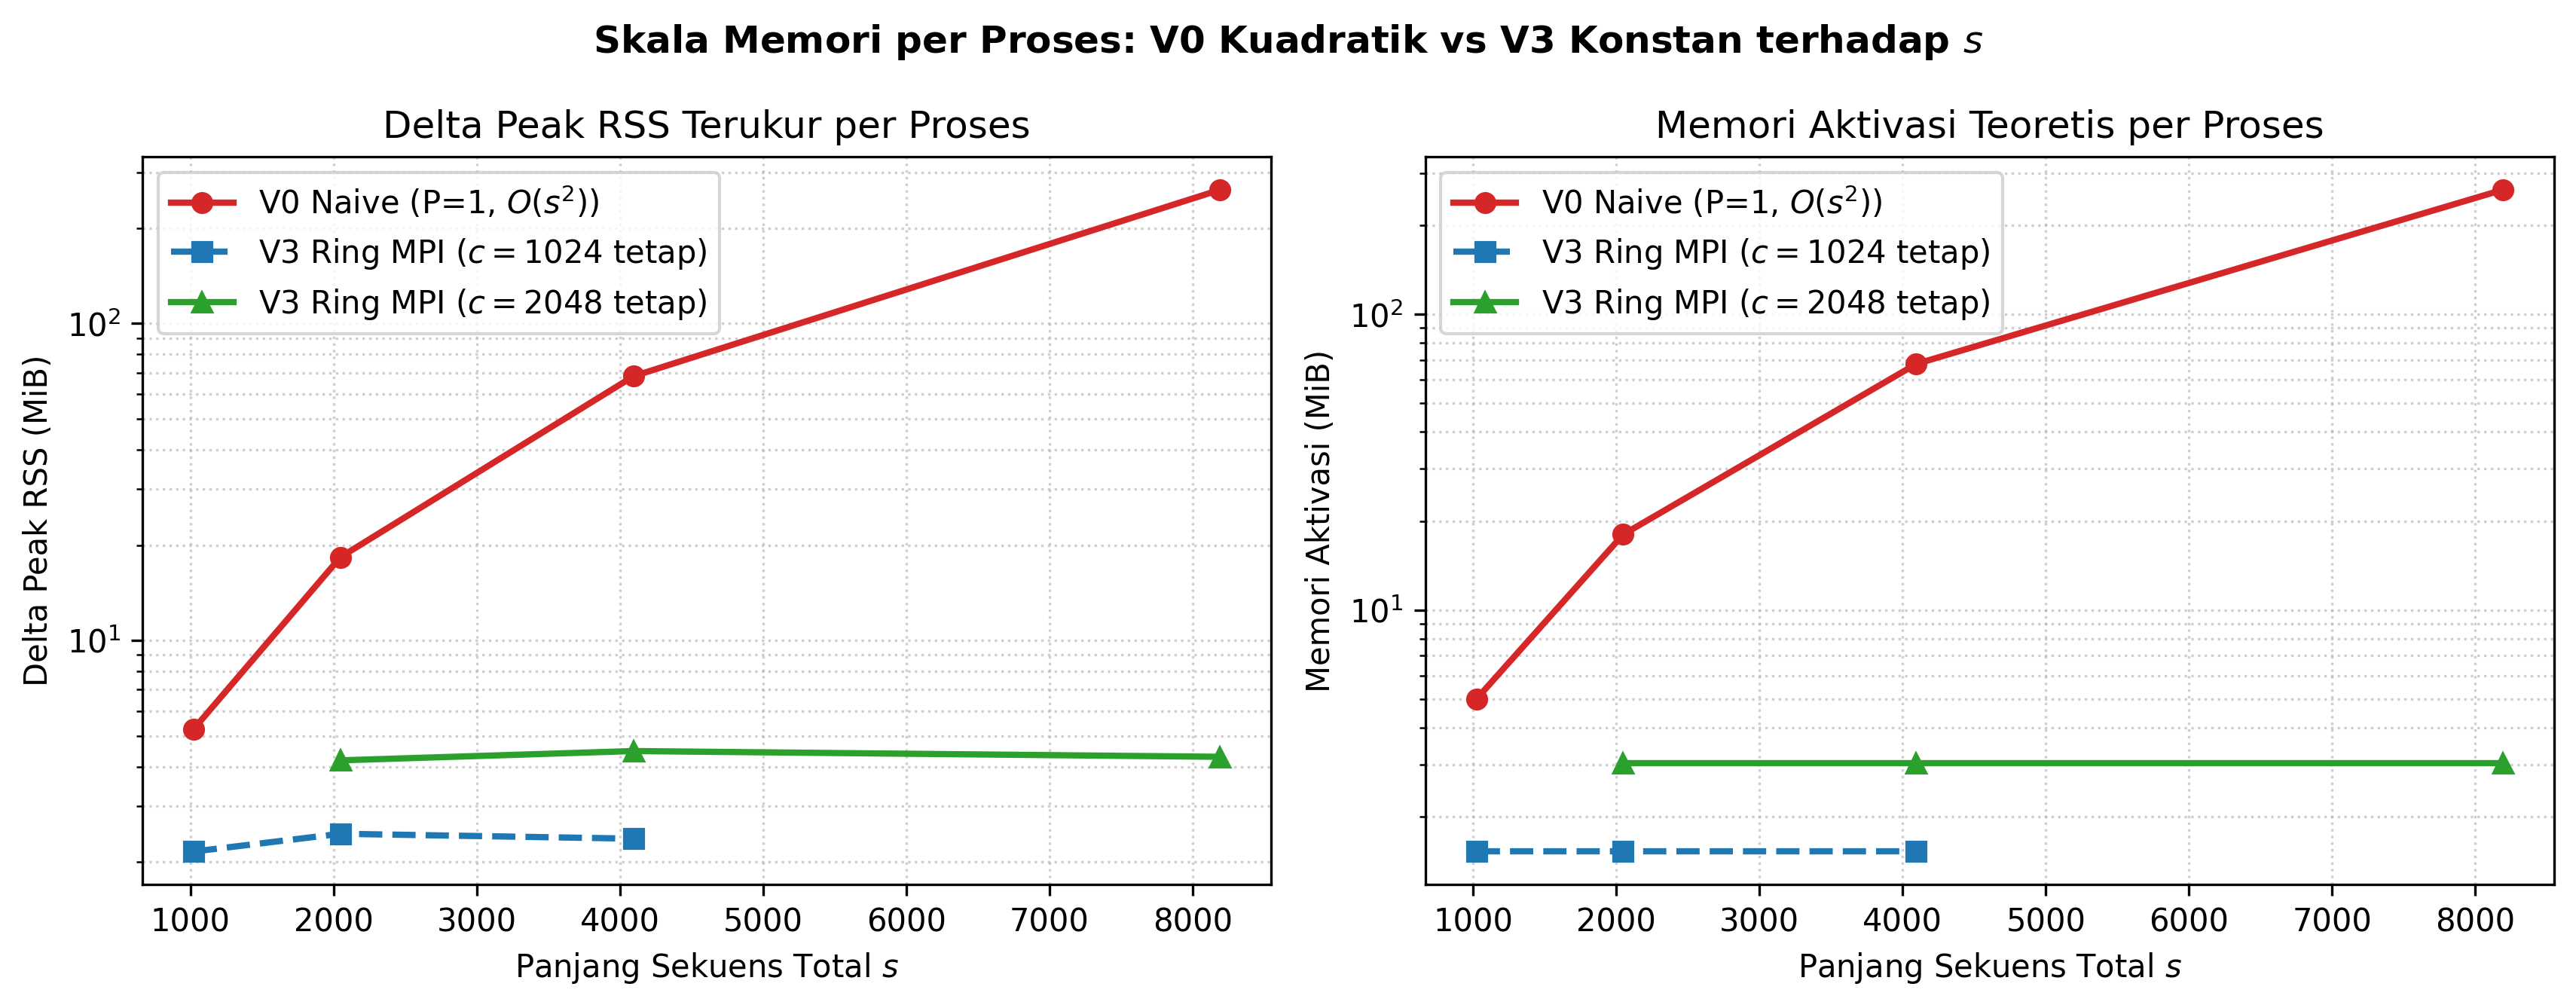 Skala Memori per Proses: V0 Kuadratik vs V3 Konstan terhadap s
Delta Peak RSS Terukur per Proses
V0 Naive (P=1, O(s²))
V3 Ring MPI (c = 1024 tetap)
V3 Ring MPI (c = 2048 tetap)
10²
10¹
Delta Peak RSS (MiB)
1000 2000 3000 4000 5000 6000 7000 8000
Panjang Sekuens Total s
Memori Aktivasi Teoretis per Proses
V0 Naive (P=1, O(s²))
V3 Ring MPI (c = 1024 tetap)
V3 Ring MPI (c = 2048 tetap)
10²
10¹
Memori Aktivasi (MiB)
1000 2000 3000 4000 5000 6000 7000 8000
Panjang Sekuens Total s